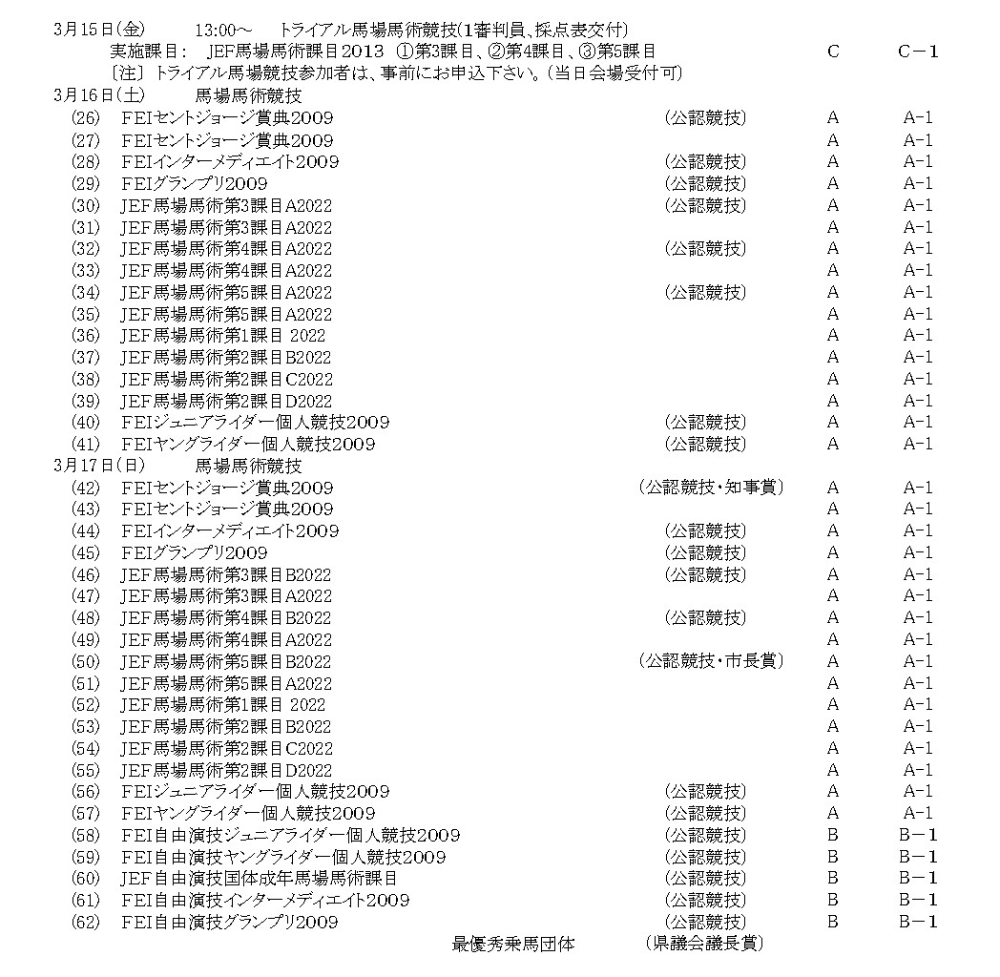 3月15日(金) 13:00～ トライアル馬場馬術競技(1審判員、採点表交付)
実施課目： JEF馬場馬術課目2013 ①第3課目、②第4課目、③第5課目 C C－1
〔注〕 トライアル馬場競技参加者は、事前にお申込下さい。（当日会場受付可）
3月16日(土) 馬場馬術競技
(26) FEIセントジョージ賞典2009 (公認競技) A A-1
(27) FEIセントジョージ賞典2009 A A-1
(28) FEIインターメディエイト2009 (公認競技) A A-1
(29) FEIグランプリ2009 (公認競技) A A-1
(30) JEF馬場馬術第3課目A2022 (公認競技) A A-1
(31) JEF馬場馬術第3課目A2022 A A-1
(32) JEF馬場馬術第4課目A2022 (公認競技) A A-1
(33) JEF馬場馬術第4課目A2022 A A-1
(34) JEF馬場馬術第5課目A2022 (公認競技) A A-1
(35) JEF馬場馬術第5課目A2022 A A-1
(36) JEF馬場馬術第1課目 2022 A A-1
(37) JEF馬場馬術第2課目B2022 A A-1
(38) JEF馬場馬術第2課目C2022 A A-1
(39) JEF馬場馬術第2課目D2022 A A-1
(40) FEIジュニアライダー個人競技2009 (公認競技) A A-1
(41) FEIヤングライダー個人競技2009 (公認競技) A A-1
3月17日(日) 馬場馬術競技
(42) FEIセントジョージ賞典2009 (公認競技・知事賞) A A-1
(43) FEIセントジョージ賞典2009 A A-1
(44) FEIインターメディエイト2009 (公認競技) A A-1
(45) FEIグランプリ2009 (公認競技) A A-1
(46) JEF馬場馬術第3課目B2022 (公認競技) A A-1
(47) JEF馬場馬術第3課目A2022 A A-1
(48) JEF馬場馬術第4課目B2022 (公認競技) A A-1
(49) JEF馬場馬術第4課目A2022 A A-1
(50) JEF馬場馬術第5課目B2022 (公認競技・市長賞) A A-1
(51) JEF馬場馬術第5課目A2022 A A-1
(52) JEF馬場馬術第1課目 2022 A A-1
(53) JEF馬場馬術第2課目B2022 A A-1
(54) JEF馬場馬術第2課目C2022 A A-1
(55) JEF馬場馬術第2課目D2022 A A-1
(56) FEIジュニアライダー個人競技2009 (公認競技) A A-1
(57) FEIヤングライダー個人競技2009 (公認競技) A A-1
(58) FEI自由演技ジュニアライダー個人競技2009 (公認競技) B B－1
(59) FEI自由演技ヤングライダー個人競技2009 (公認競技) B B－1
(60) JEF自由演技国体成年馬場馬術課目 (公認競技) B B－1
(61) FEI自由演技インターメディエイト2009 (公認競技) B B－1
(62) FEI自由演技グランプリ2009 (公認競技) B B－1
最優秀乗馬団体 (県議会議長賞)